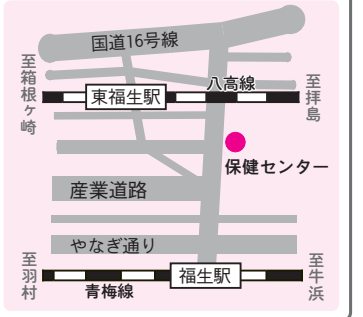 国道16号線
至箱根ヶ崎
東福生駅
八高線
至拝島
保健センター
産業道路
やなぎ通り
至羽村
青梅線
福生駅
至牛浜